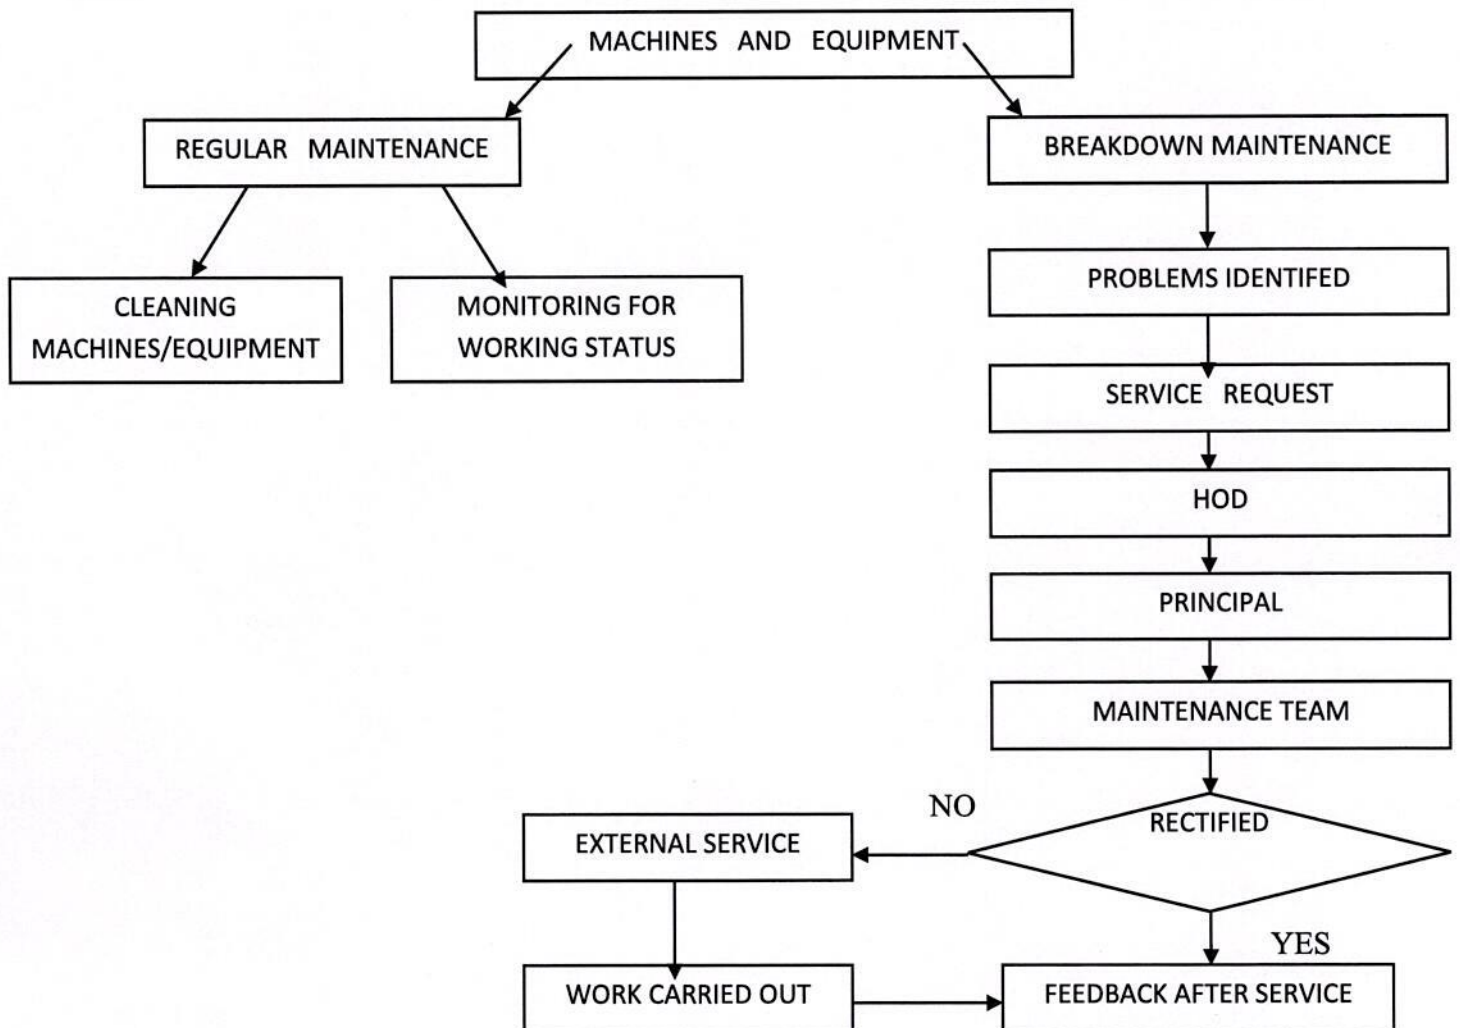 MACHINES AND EQUIPMENT
REGULAR MAINTENANCE
BREAKDOWN MAINTENANCE
CLEANING
MACHINES/EQUIPMENT
MONITORING FOR
WORKING STATUS
PROBLEMS IDENTIFED
SERVICE REQUEST
HOD
PRINCIPAL
MAINTENANCE TEAM
RECTIFIED
NO
EXTERNAL SERVICE
YES
WORK CARRIED OUT
FEEDBACK AFTER SERVICE